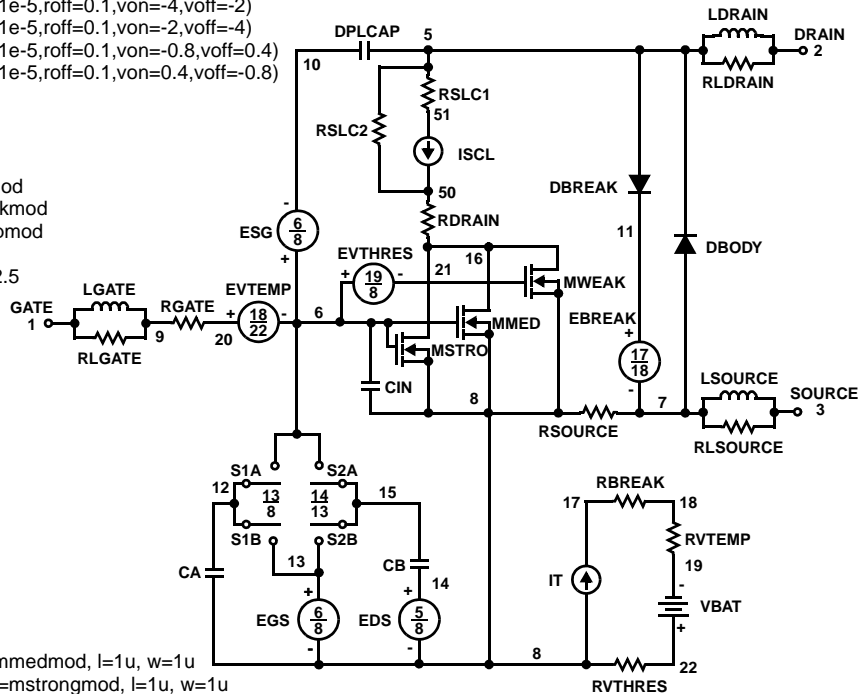 1e-5,roff=0.1,von=-4,voff=-2)
1e-5,roff=0.1,von=-2,voff=-4)
1e-5,roff=0.1,von=-0.8,voff=0.4)
1e-5,roff=0.1,von=0.4,voff=-0.8)
LDRAIN
DPLCAP 5 DRAIN
2
10
RLDRAIN
RSLC1
51
RSLC2
ISCL
50
od
kmod
omod
2.5
DBREAK
RDRAIN
-
ESG 6
8
+
11
DBODY
EVTHRES
+ 19
8 -
21
16
MWEAK
LGATE
GATE
1
RGATE
EVTEMP
+ 18
22 -
6
MMED
EBREAK
+
17
18
-
9
20
RLGATE
MSTRO
CIN
LSOURCE
SOURCE
3
8
7
RSOURCE
RLSOURCE
S1A
S2A
12
13
8
14
13
15
RBREAK
17
18
S1B
S2B
RVTEMP
13
CB
19
CA
14
IT
-
VBAT
+
+
EGS 6
8
-
+
EDS 5
8
-
8
22
RVTHRES
mmedmod, l=1u, w=1u
=mstrongmod, l=1u, w=1u